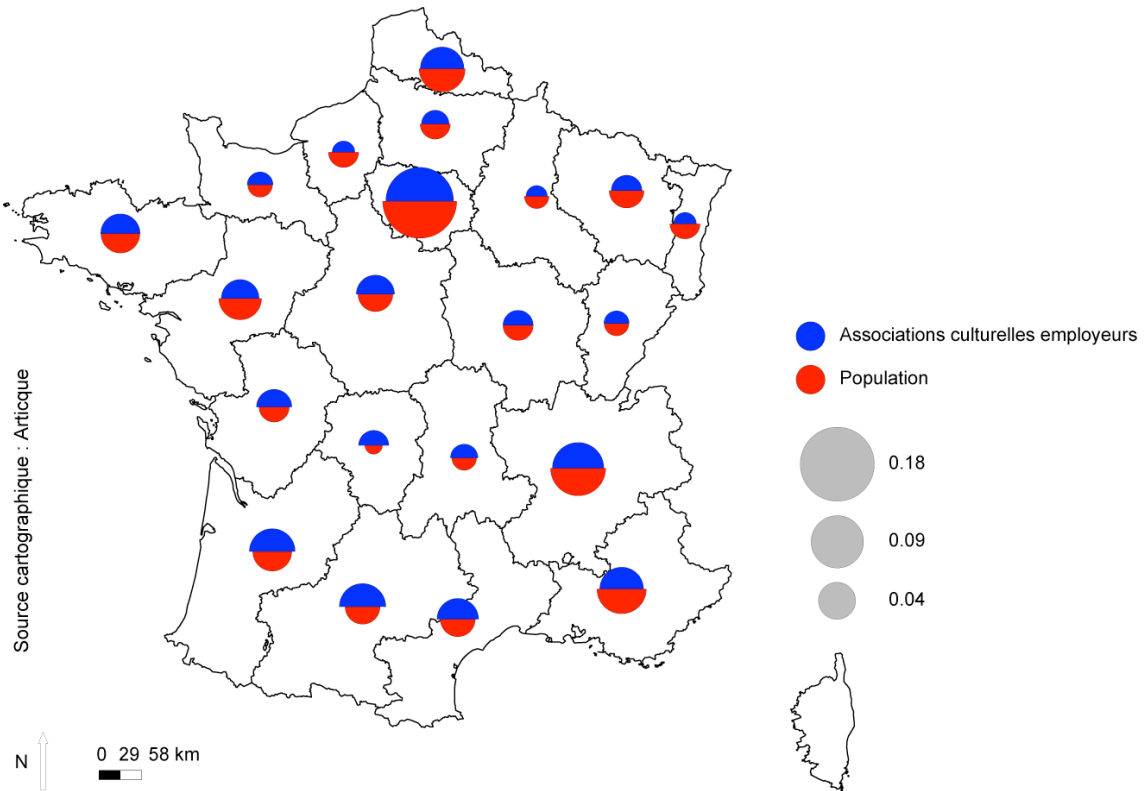 Associations culturelles employeurs
Population
0.18
0.09
0.04
Source cartographique : Articque
N
0 29 58 km